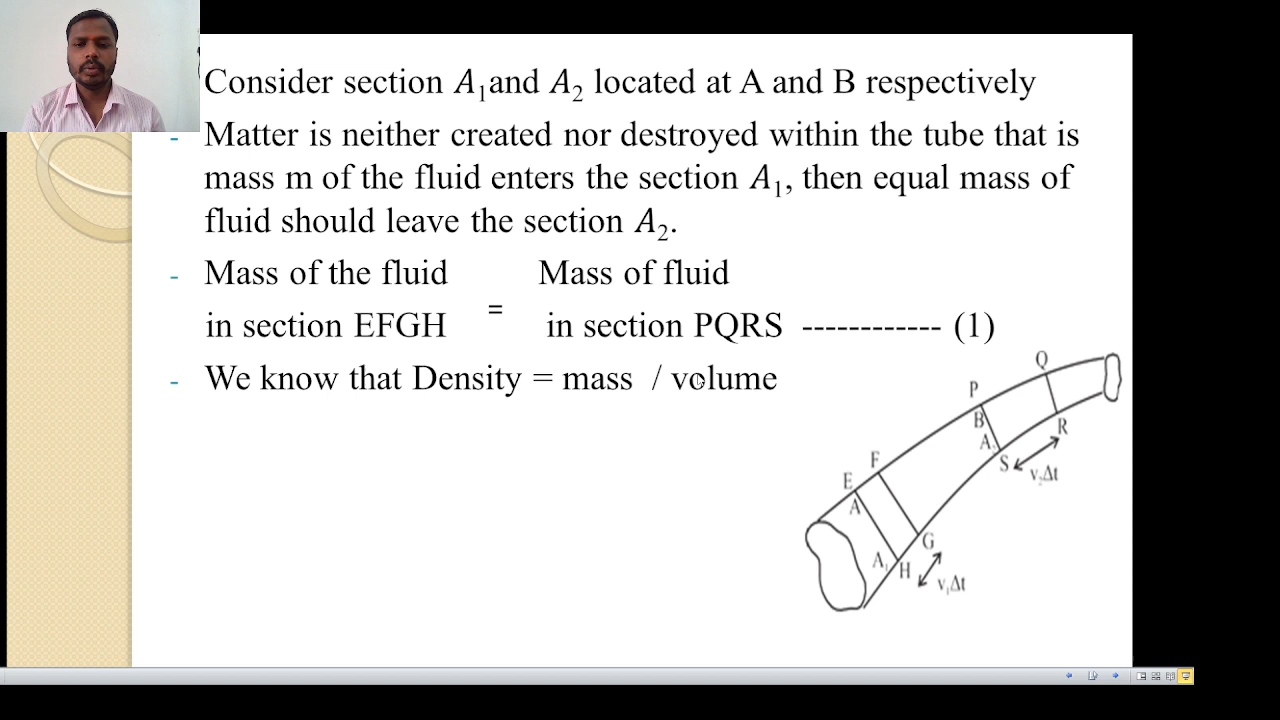 Consider section A₁and A₂ located at A and B respectively
- Matter is neither created nor destroyed within the tube that is
mass m of the fluid enters the section A₁, then equal mass of
fluid should leave the section A₂.
- Mass of the fluid Mass of fluid
=
in section EFGH in section PQRS ------------ (1)
- We know that Density = mass / volume
Q
P
B
R
A₂
S
v₂Δt
F
E
A
G
A₁
H
v₁Δt